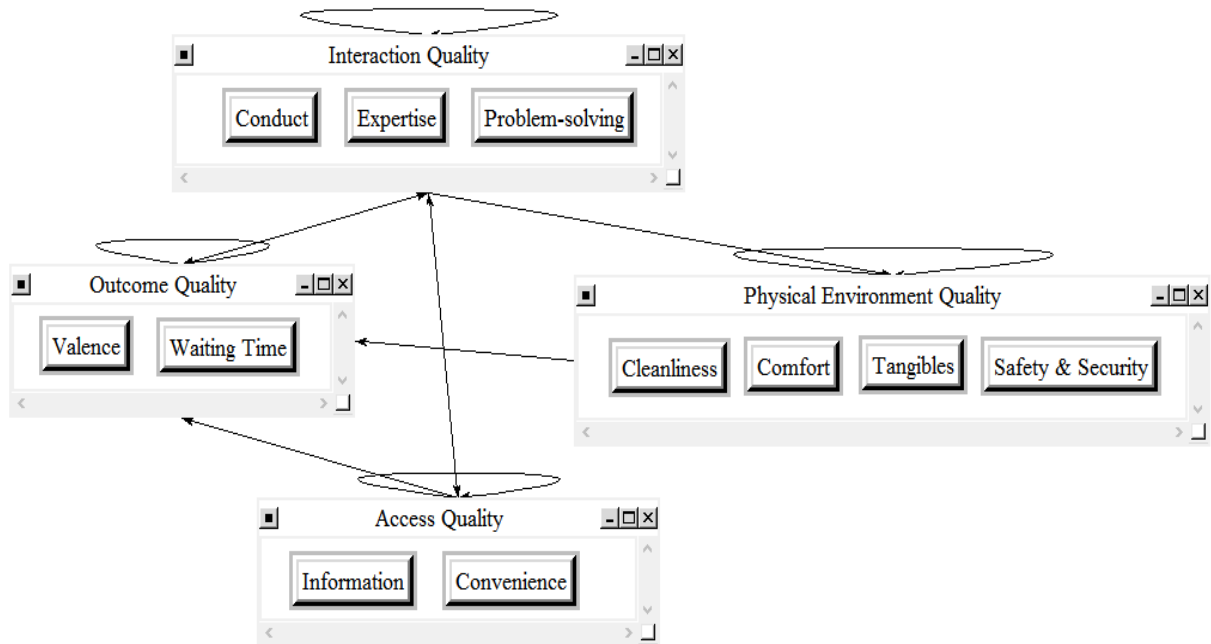 Interaction Quality
Conduct Expertise Problem-solving
Outcome Quality
Valence Waiting Time
Physical Environment Quality
Cleanliness Comfort Tangibles Safety & Security
Access Quality
Information Convenience